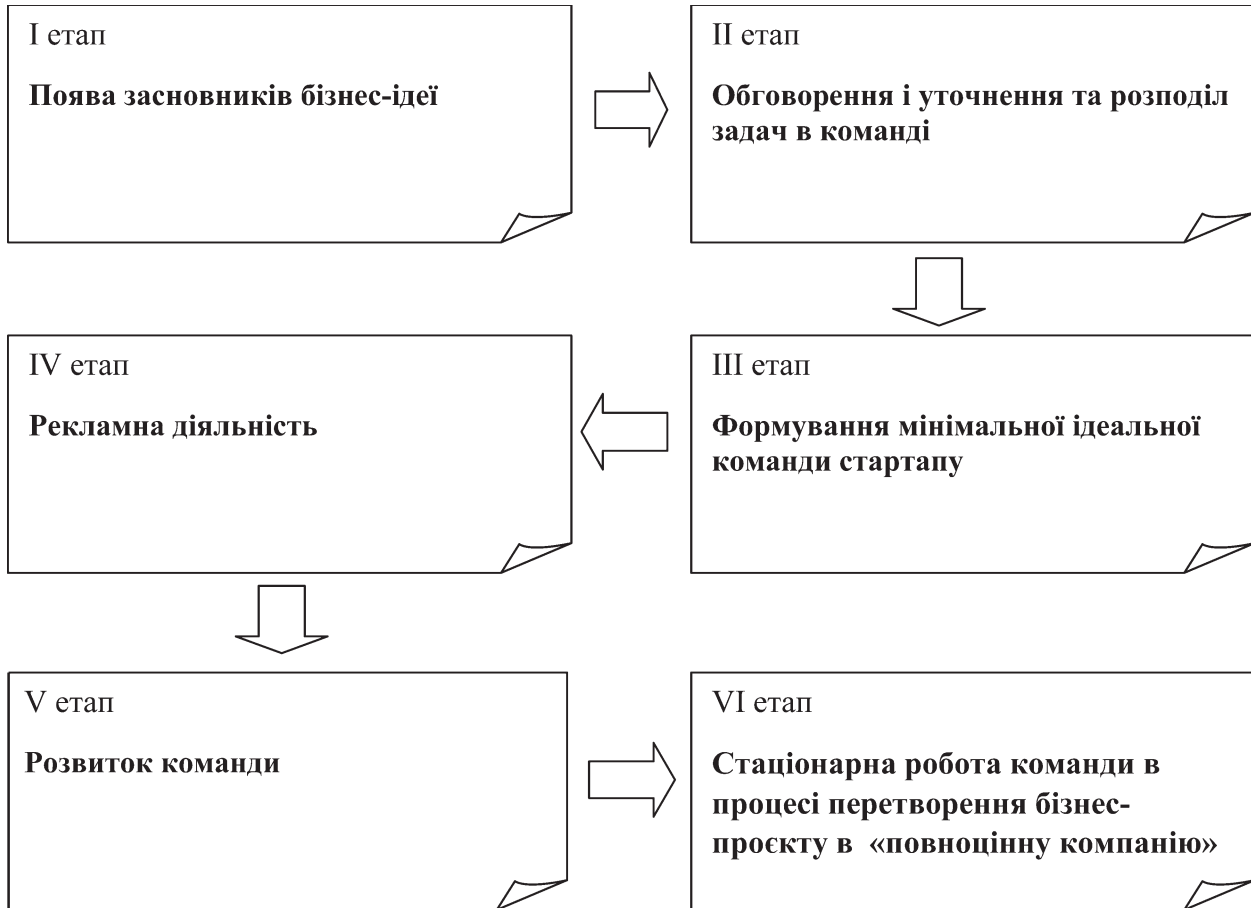 I етап
Поява засновників бізнес-ідеї
II етап
Обговорення і уточнення та розподіл
задач в команді
III етап
Формування мінімальної ідеальної
команди стартапу
IV етап
Рекламна діяльність
V етап
Розвиток команди
VI етап
Стаціонарна робота команди в
процесі перетворення бізнес-
проєкту в «повноцінну компанію»